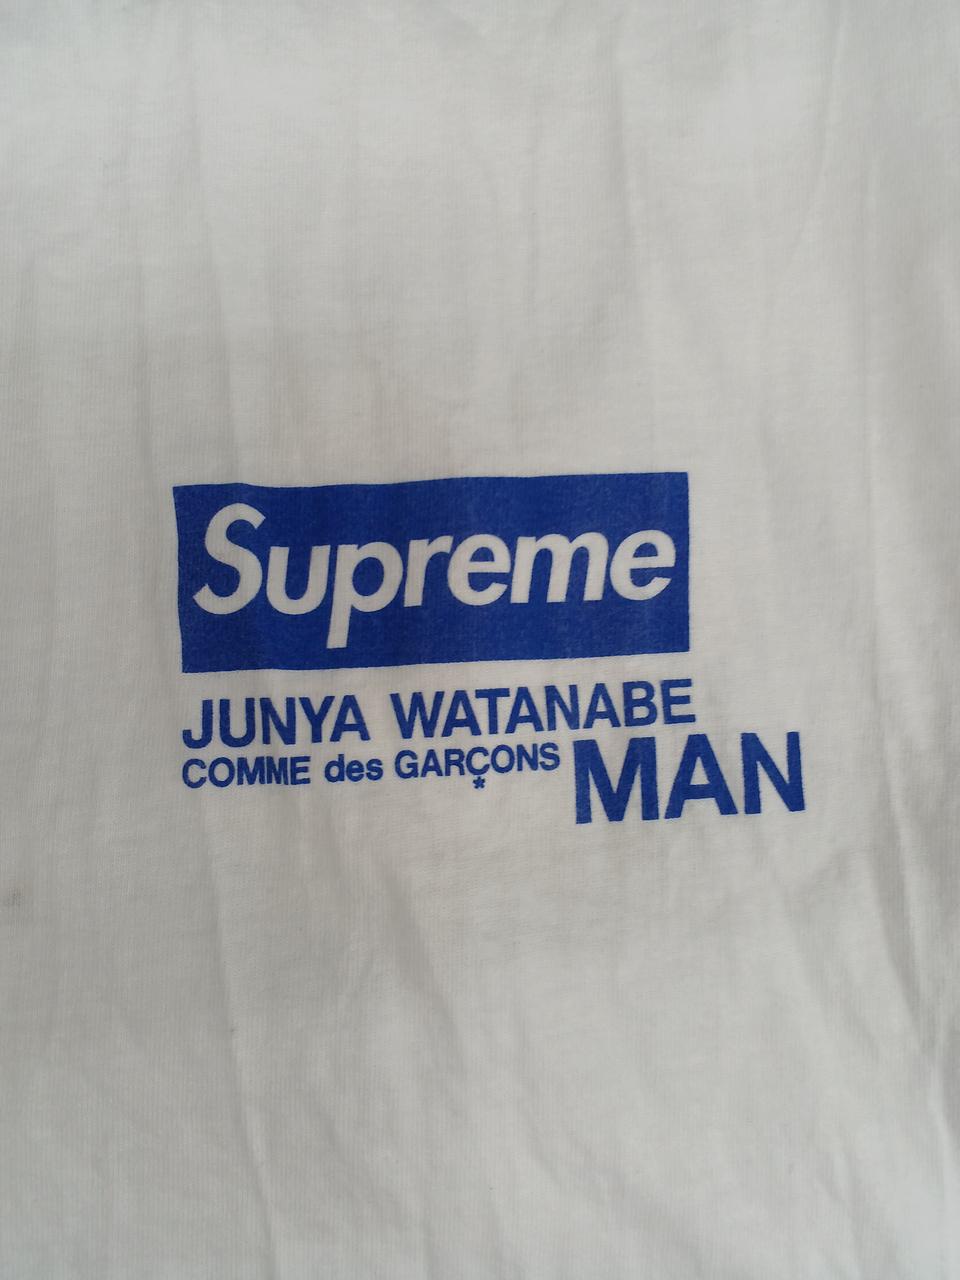 Supreme
JUNYA WATANABE
COMME des GARÇONS MAN
*